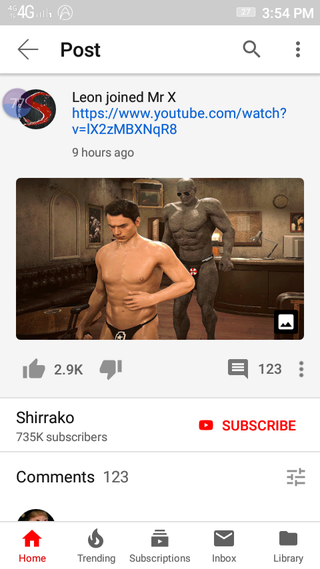 4G 27 3:54 PM
Post
Leon joined Mr X
https://www.youtube.com/watch?
v=lX2zMBXNqR8
9 hours ago
2.9K 123
Shirrako
735K subscribers
SUBSCRIBE
Comments 123
Home Trending Subscriptions Inbox Library